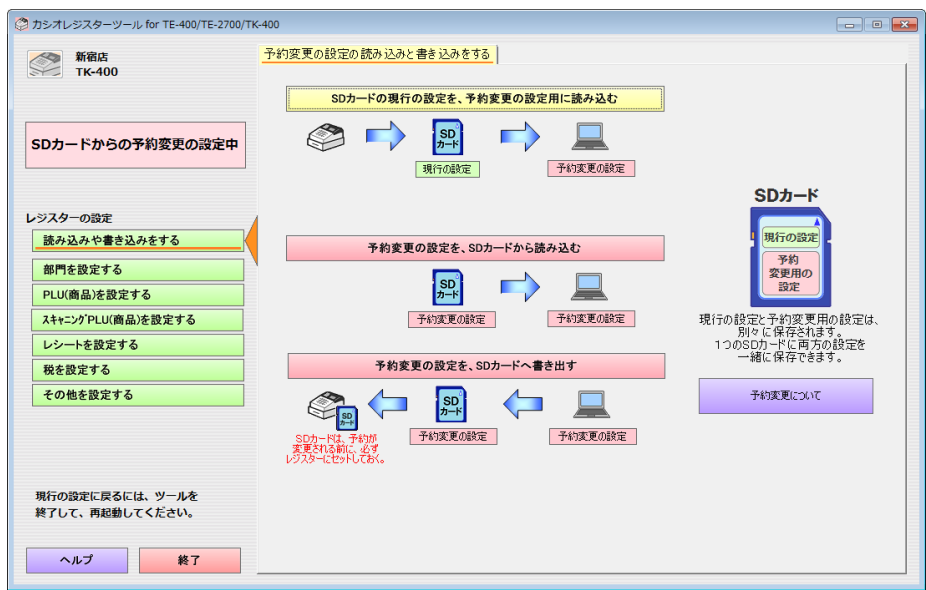 カシオレジスターツール for TE-400/TE-2700/TK-400
新宿店
TK-400
SDカードからの予約変更の設定中
レジスターの設定
読み込みや書き込みをする
部門を設定する
PLU(商品)を設定する
ｽｷｬﾆﾝｸﾞPLU(商品)を設定する
レシートを設定する
税を設定する
その他を設定する
現行の設定に戻るには、ツールを
終了して、再起動してください。
ヘルプ
終了
予約変更の設定の読み込みと書き込みをする
SDカードの現行の設定を、予約変更の設定用に読み込む
SD
カード
現行の設定
予約変更の設定
予約変更の設定を、SDカードから読み込む
SD
カード
予約変更の設定
予約変更の設定
予約変更の設定を、SDカードへ書き出す
SD
カード
SD
カード
予約変更の設定
予約変更の設定
SDカードは、予約が
変更される前に、必ず
レジスターにセットしておく。
SDカード
現行の設定
予約
変更用の
設定
現行の設定と予約変更用の設定は、
別々に保存されます。
1つのSDカードに両方の設定を
一緒に保存できます。
予約変更について